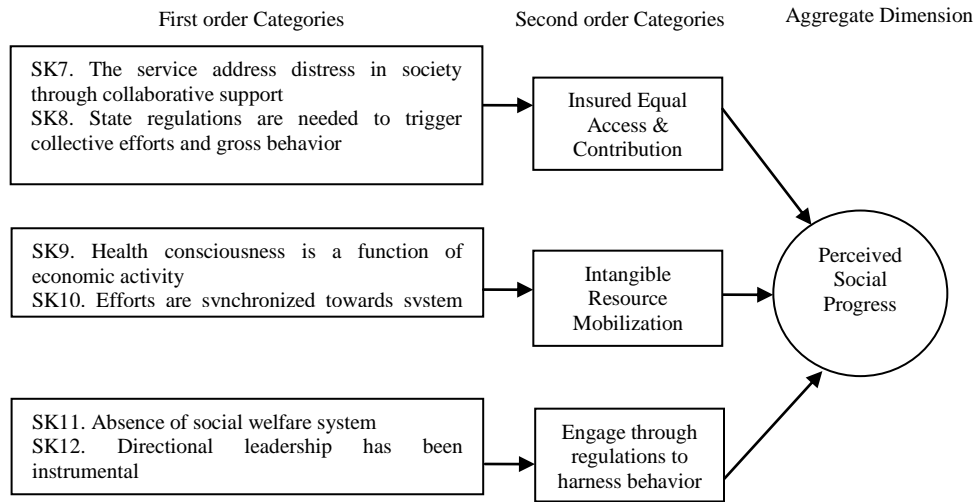 First order Categories
Second order Categories
Aggregate Dimension
SK7. The service address distress in society
through collaborative support
SK8. State regulations are needed to trigger
collective efforts and gross behavior
Insured Equal
Access &
Contribution
SK9. Health consciousness is a function of
economic activity
SK10. Efforts are synchronized towards system
Intangible
Resource
Mobilization
Perceived
Social
Progress
SK11. Absence of social welfare system
SK12. Directional leadership has been
instrumental
Engage through
regulations to
harness behavior